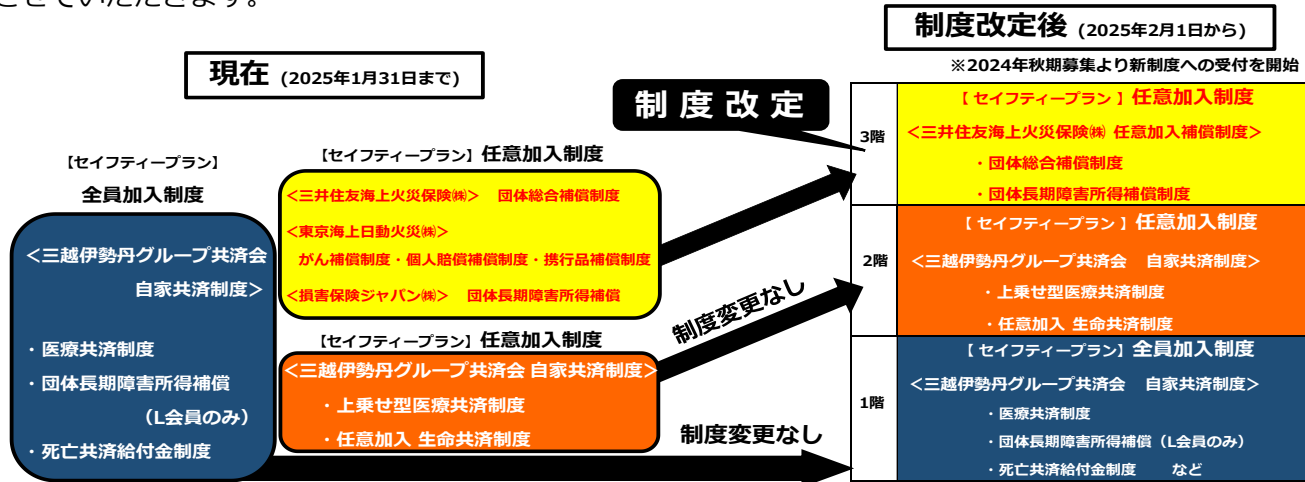 させていただきます。
現在 (2025年1月31日まで)
【セイフティープラン】
全員加入制度
<三越伊勢丹グループ共済会
自家共済制度>
・医療共済制度
・団体長期障害所得補償
（L会員のみ）
・死亡共済給付金制度
【セイフティープラン】任意加入制度
<三井住友海上火災保険㈱> 団体総合補償制度
<東京海上日動火災㈱>
がん補償制度・個人賠償補償制度・携行品補償制度
<損害保険ジャパン㈱> 団体長期障害所得補償
【セイフティープラン】任意加入制度
<三越伊勢丹グループ共済会 自家共済制度>
・上乗せ型医療共済制度
・任意加入 生命共済制度
制度改定
制度変更なし
制度変更なし
制度改定後 (2025年2月1日から)
※2024年秋期募集より新制度への受付を開始
3階
【 セイフティープラン 】任意加入制度
<三井住友海上火災保険㈱ 任意加入補償制度>
・団体総合補償制度
・団体長期障害所得補償制度
2階
【 セイフティープラン 】任意加入制度
<三越伊勢丹グループ共済会 自家共済制度>
・上乗せ型医療共済制度
・任意加入 生命共済制度
1階
【 セイフティープラン】全員加入制度
<三越伊勢丹グループ共済会 自家共済制度>
・医療共済制度
・団体長期障害所得補償（L会員のみ）
・死亡共済給付金制度 など